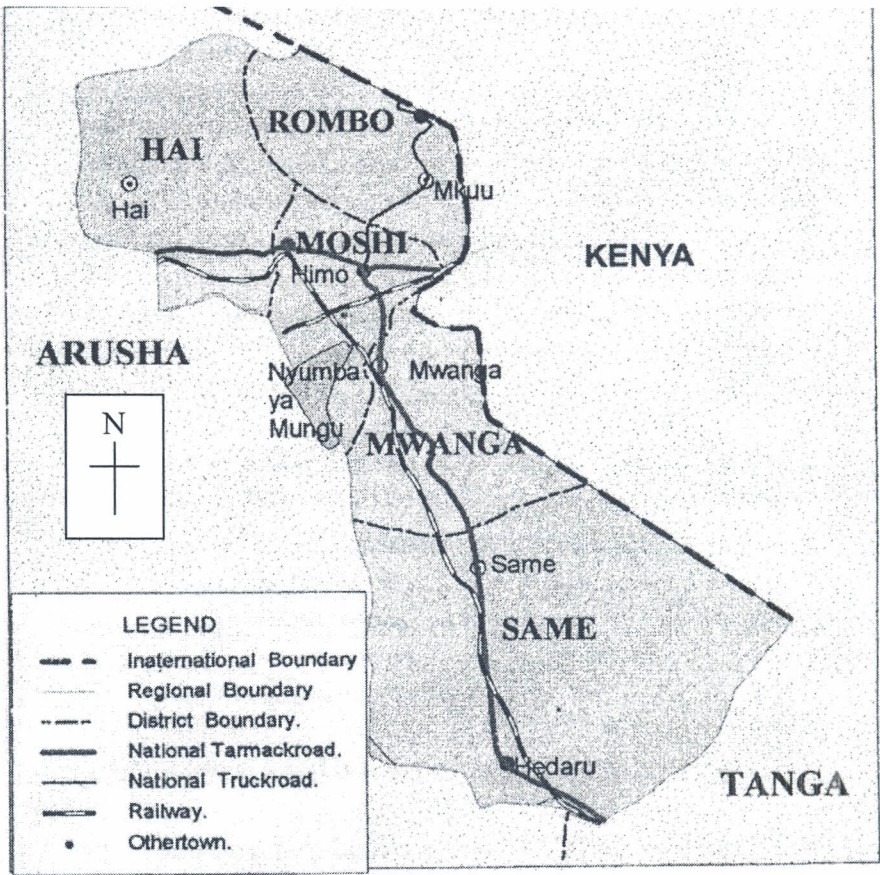 ROMBO
HAI
Hai
Mkuu
MOSHI
Himo
KENYA
ARUSHA
Nyumba
ya
Mungu
Mwanga
MWANGA
N
Same
SAME
Hedaru
TANGA
LEGEND
Inaternational Boundary
Regional Boundary
District Boundary.
National Tarmackroad.
National Truckroad.
Railway.
Othertown.